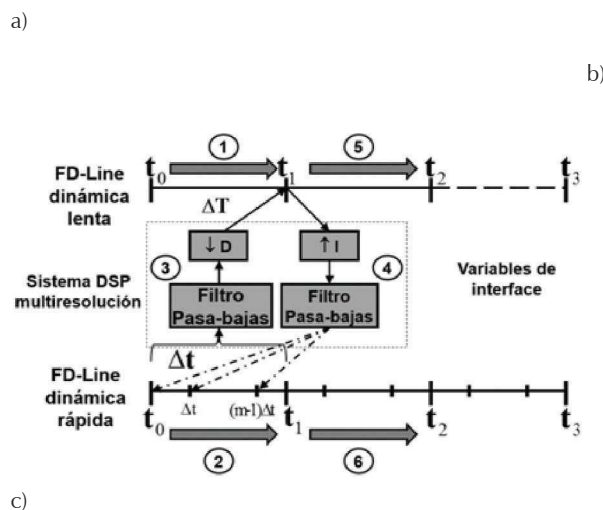 a)
b)
1
5
t0
t1
t2
t3
FD-Line
dinámica
lenta
ΔT
↓ D
↑ I
3
4
Sistema DSP
multiresolución
Filtro
Pasa-bajas
Filtro
Pasa-bajas
Variables de
interface
Δt
FD-Line
dinámica
rápida
t0
Δt
(m-1)Δt
t1
t2
t3
2
6
c)